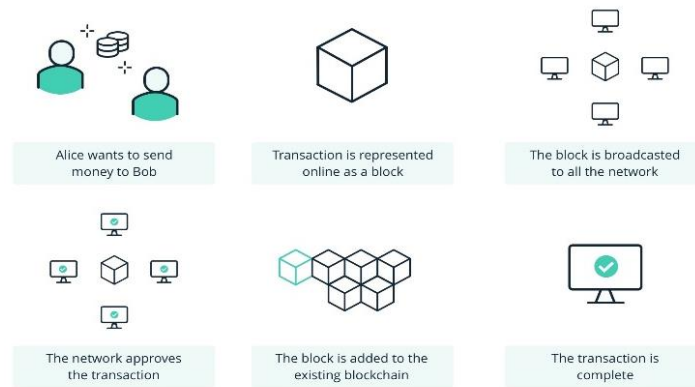 Alice wants to send
money to Bob
Transaction is represented
online as a block
The block is broadcasted
to all the network
The network approves
the transaction
The block is added to the
existing blockchain
The transaction is
complete